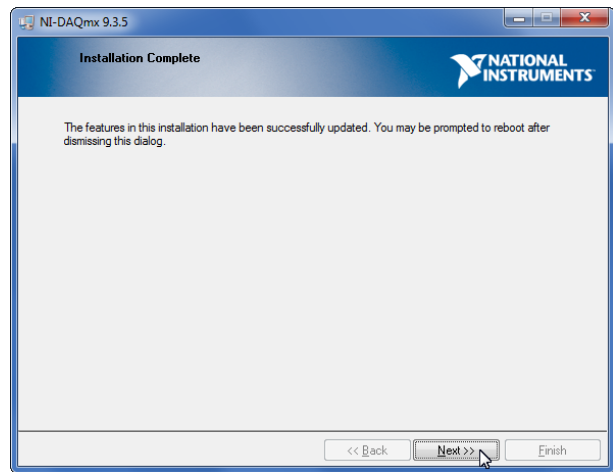 NI-DAQmx 9.3.5
Installation Complete
NATIONAL
INSTRUMENTS
The features in this installation have been successfully updated. You may be prompted to reboot after
dismissing this dialog.
<< Back
Next >>
Finish